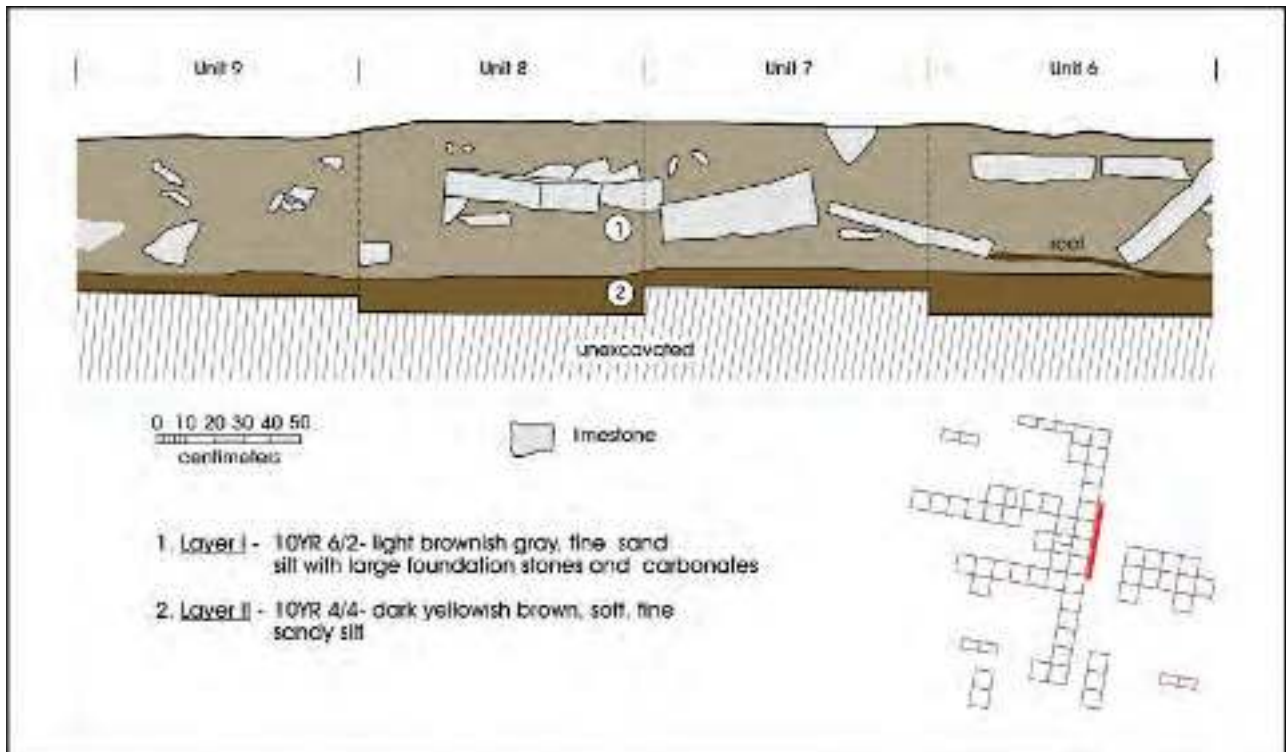 Unit 9 Unit 8 Unit 7 Unit 6
1
root
2
unexcavated
0 10 20 30 40 50
centimeters
limestone
1. Layer I - 10YR 6/2- light brownish gray, fine sand
silt with large foundation stones and carbonates
2. Layer II - 10YR 4/4- dark yellowish brown, soft, fine
sandy silt